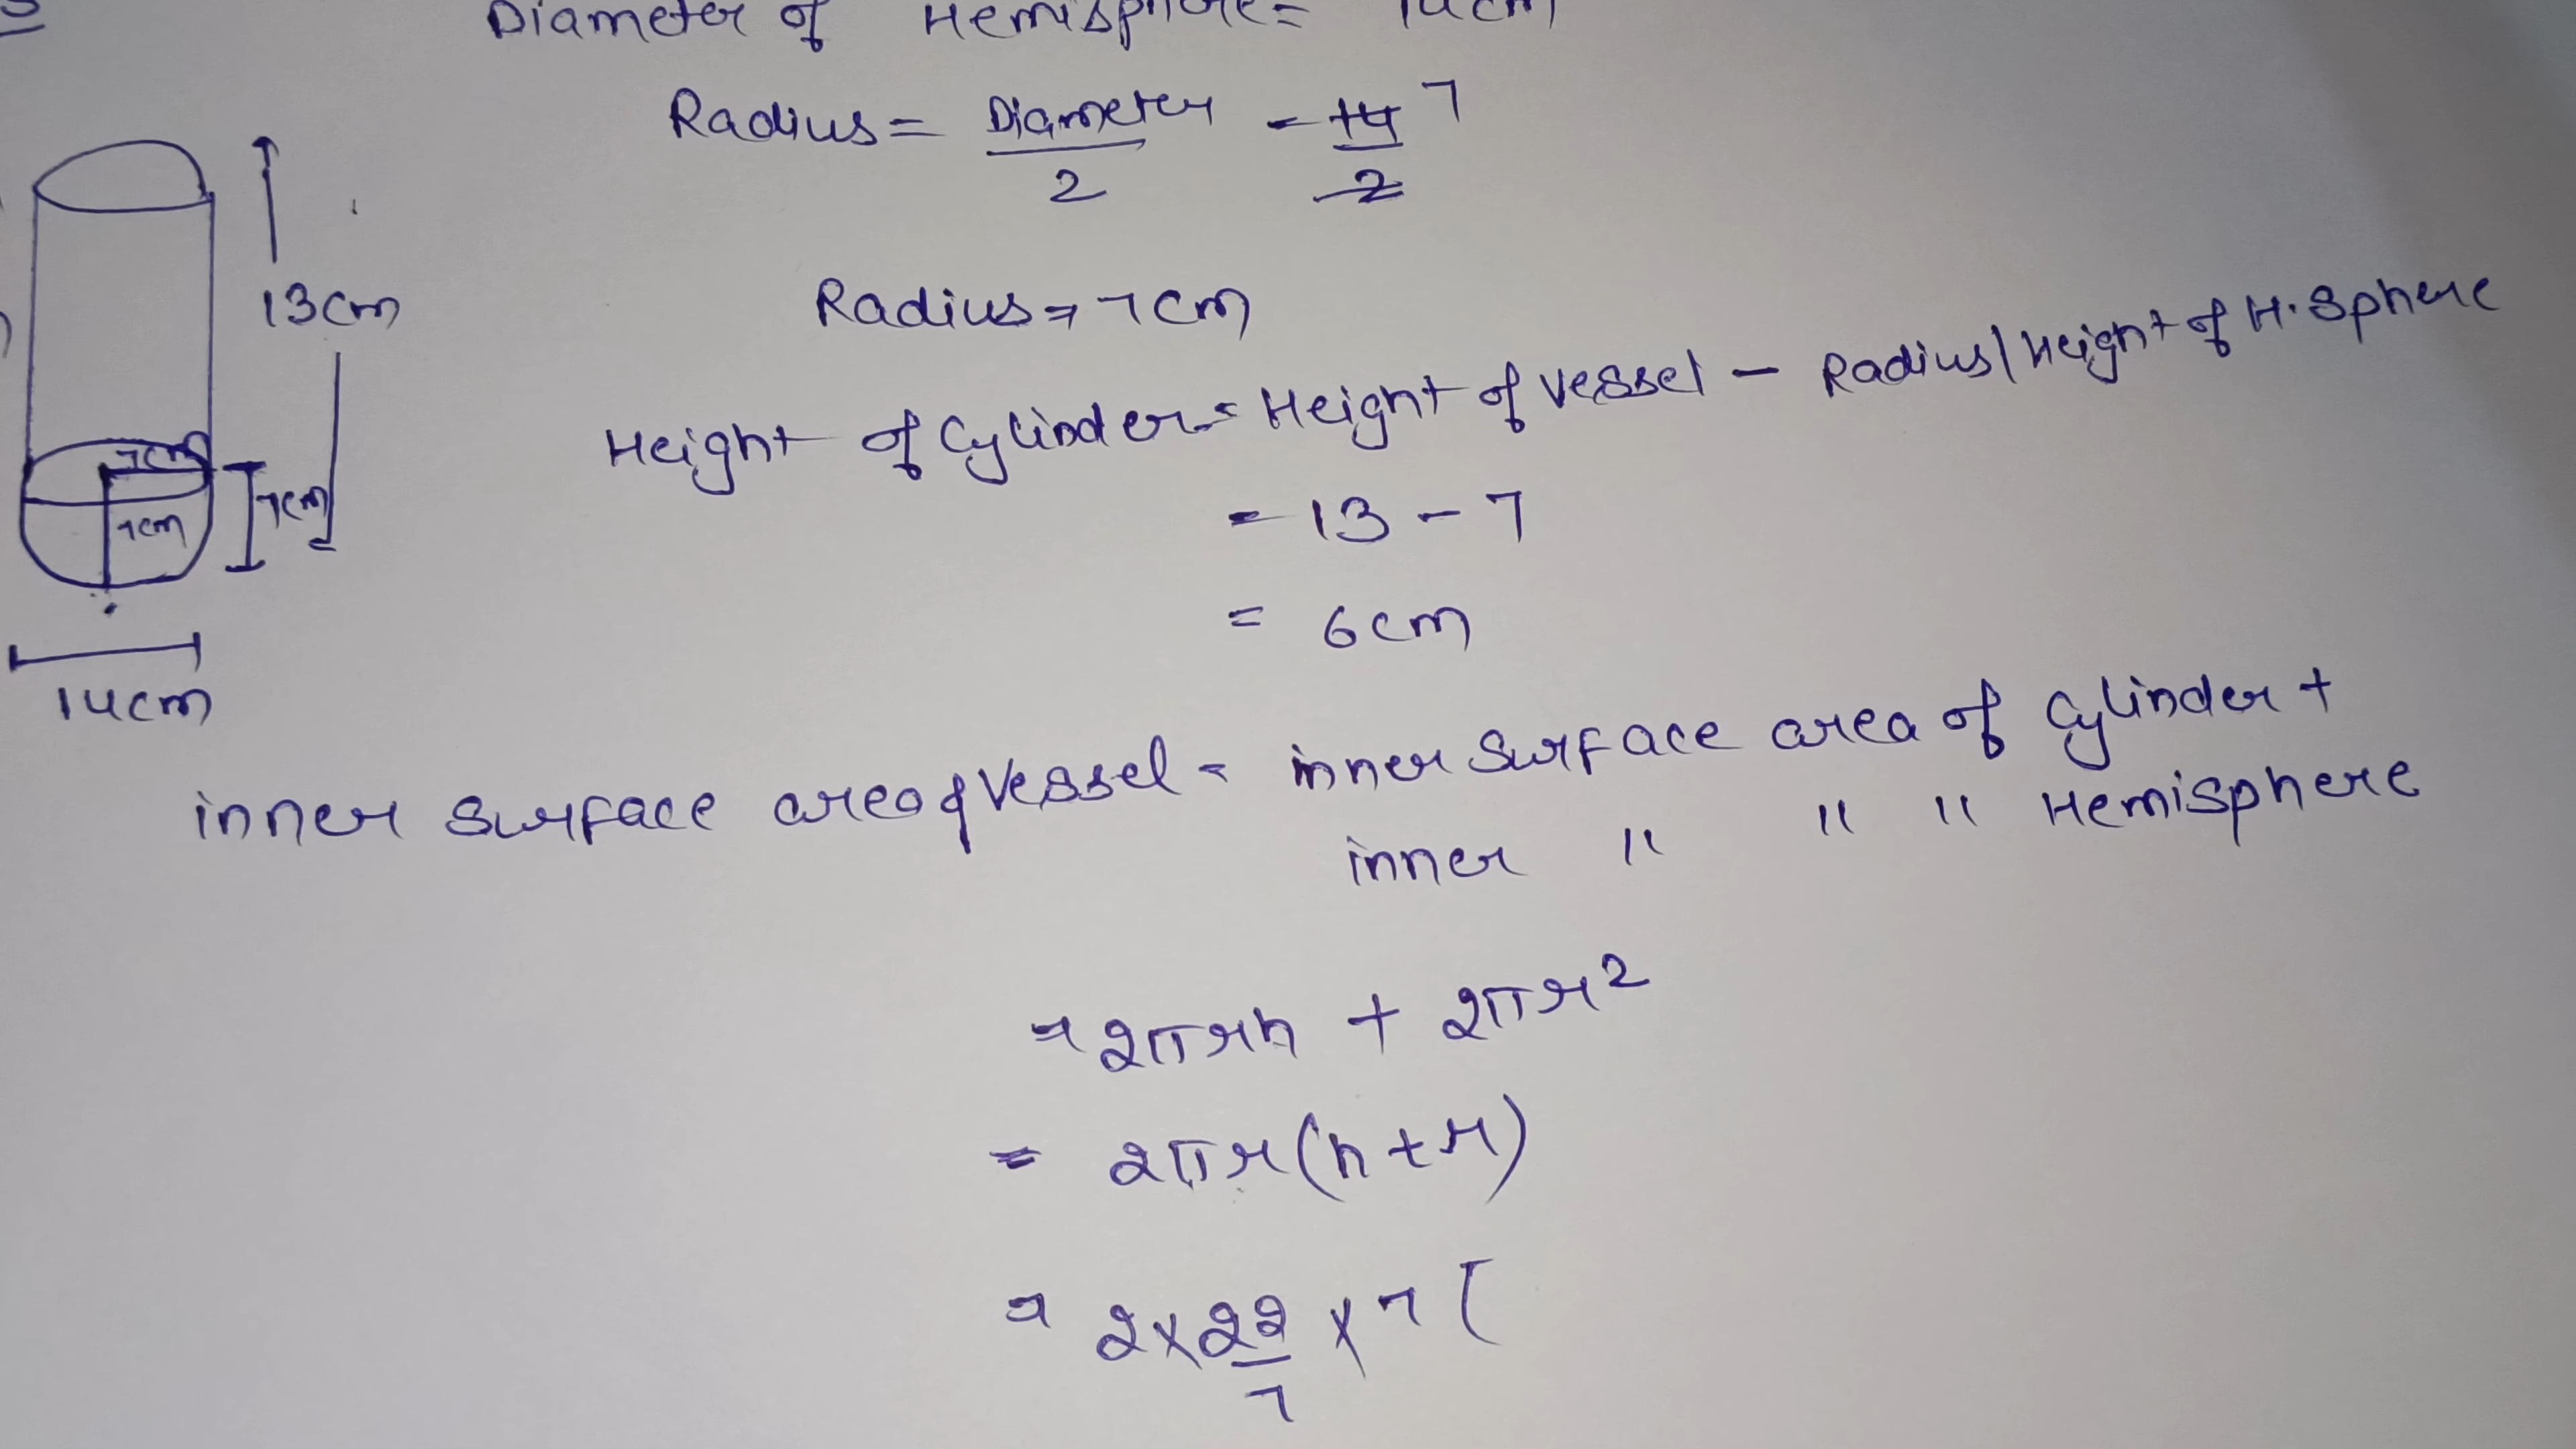 Diameter of Hemisphere = 14cm
Radius = Diameter/2 = 14/2 7
Radius = 7cm
Height of Cylinder = Height of Vessel - Radius/Height of H.Sphere
= 13 - 7
= 6cm
13cm
7cm
7cm
7cm
14cm
inner surface area of Vessel = inner surface area of Cylinder +
inner " " " Hemisphere
= 2πrh + 2πr²
= 2πr(h+r)
= 2×22/7 × 7 (